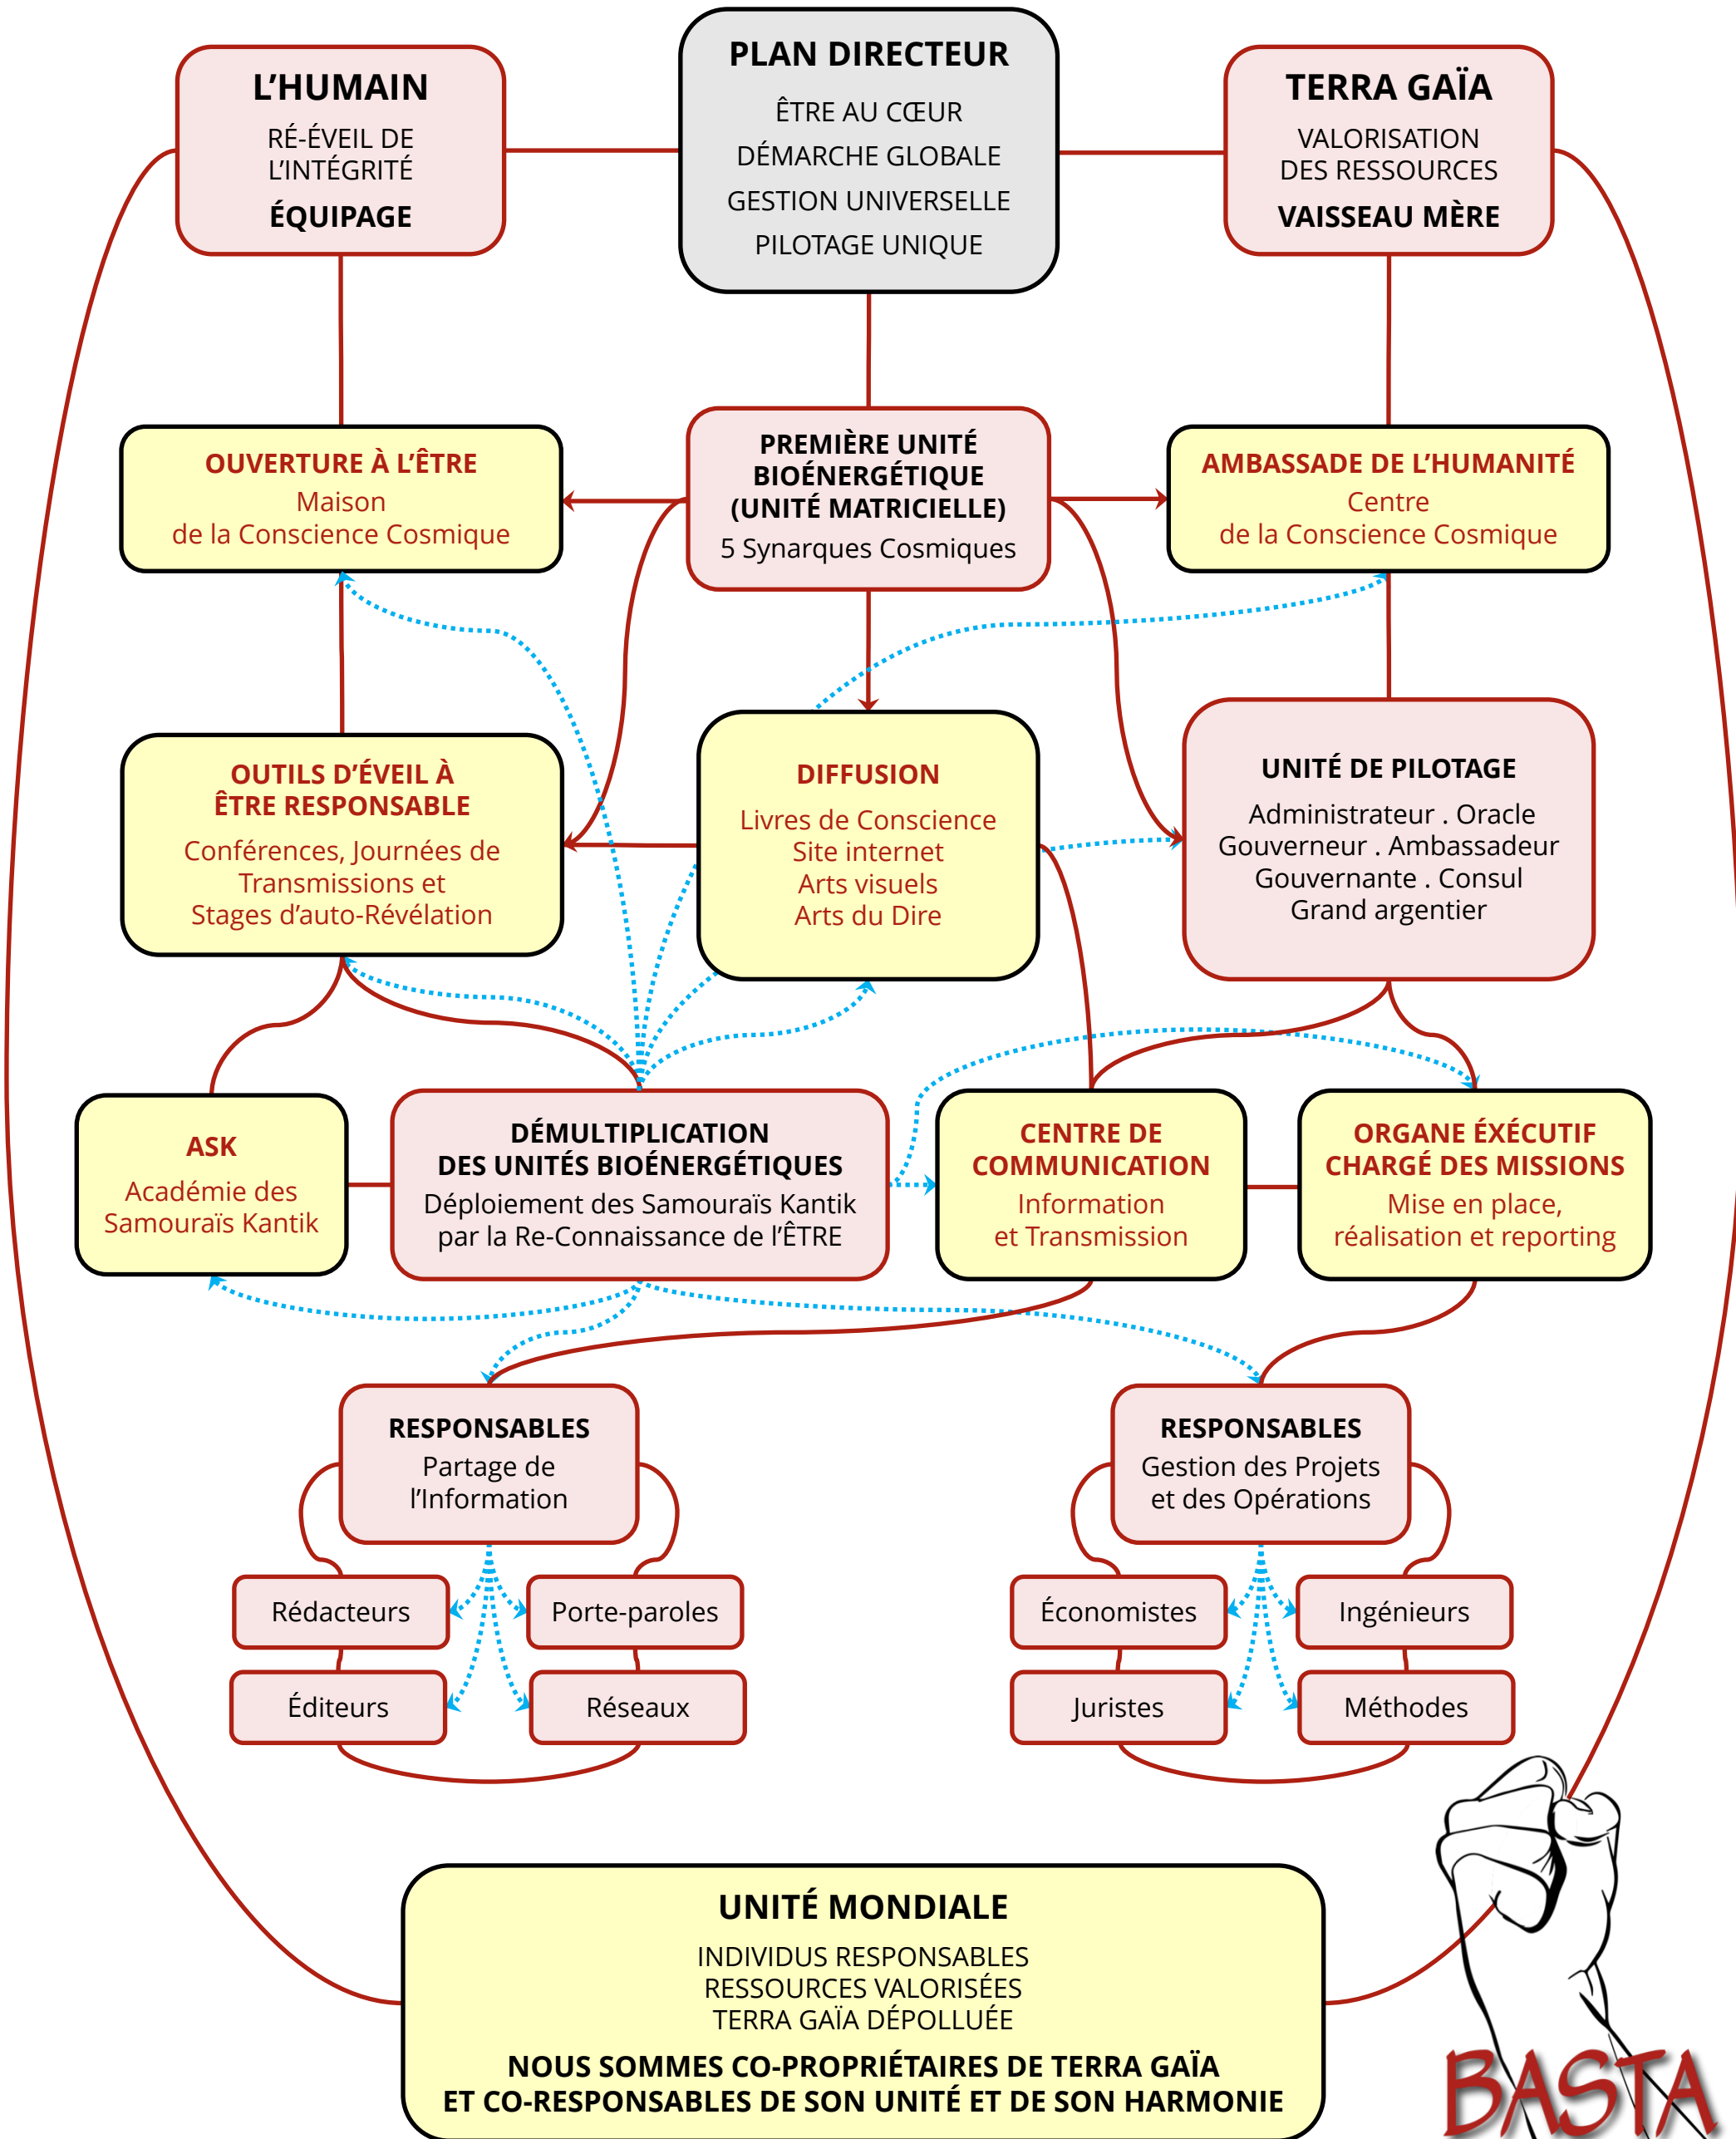 L’HUMAIN
RÉ-ÉVEIL DE
L’INTÉGRITÉ
ÉQUIPAGE
PLAN DIRECTEUR
ÊTRE AU CŒUR
DÉMARCHE GLOBALE
GESTION UNIVERSELLE
PILOTAGE UNIQUE
TERRA GAÏA
VALORISATION
DES RESSOURCES
VAISSEAU MÈRE
OUVERTURE À L’ÊTRE
Maison
de la Conscience Cosmique
PREMIÈRE UNITÉ
BIOÉNERGÉTIQUE
(UNITÉ MATRICIELLE)
5 Synarques Cosmiques
AMBASSADE DE L’HUMANITÉ
Centre
de la Conscience Cosmique
OUTILS D’ÉVEIL À
ÊTRE RESPONSABLE
Conférences, Journées de
Transmissions et
Stages d’auto-Révélation
DIFFUSION
Livres de Conscience
Site internet
Arts visuels
Arts du Dire
UNITÉ DE PILOTAGE
Administrateur . Oracle
Gouverneur . Ambassadeur
Gouvernante . Consul
Grand argentier
ASK
Académie des
Samouraïs Kantik
DÉMULTIPLICATION
DES UNITÉS BIOÉNERGÉTIQUES
Déploiement des Samouraïs Kantik
par la Re-Connaissance de l’ÊTRE
CENTRE DE
COMMUNICATION
Information
et Transmission
ORGANE ÉXÉCUTIF
CHARGÉ DES MISSIONS
Mise en place,
réalisation et reporting
RESPONSABLES
Partage de
l’Information
Rédacteurs
Porte-paroles
Éditeurs
Réseaux
RESPONSABLES
Gestion des Projets
et des Opérations
Économistes
Ingénieurs
Juristes
Méthodes
UNITÉ MONDIALE
INDIVIDUS RESPONSABLES
RESSOURCES VALORISÉES
TERRA GAÏA DÉPOLLUÉE
NOUS SOMMES CO-PROPRIÉTAIRES DE TERRA GAÏA
ET CO-RESPONSABLES DE SON UNITÉ ET DE SON HARMONIE
BASTA